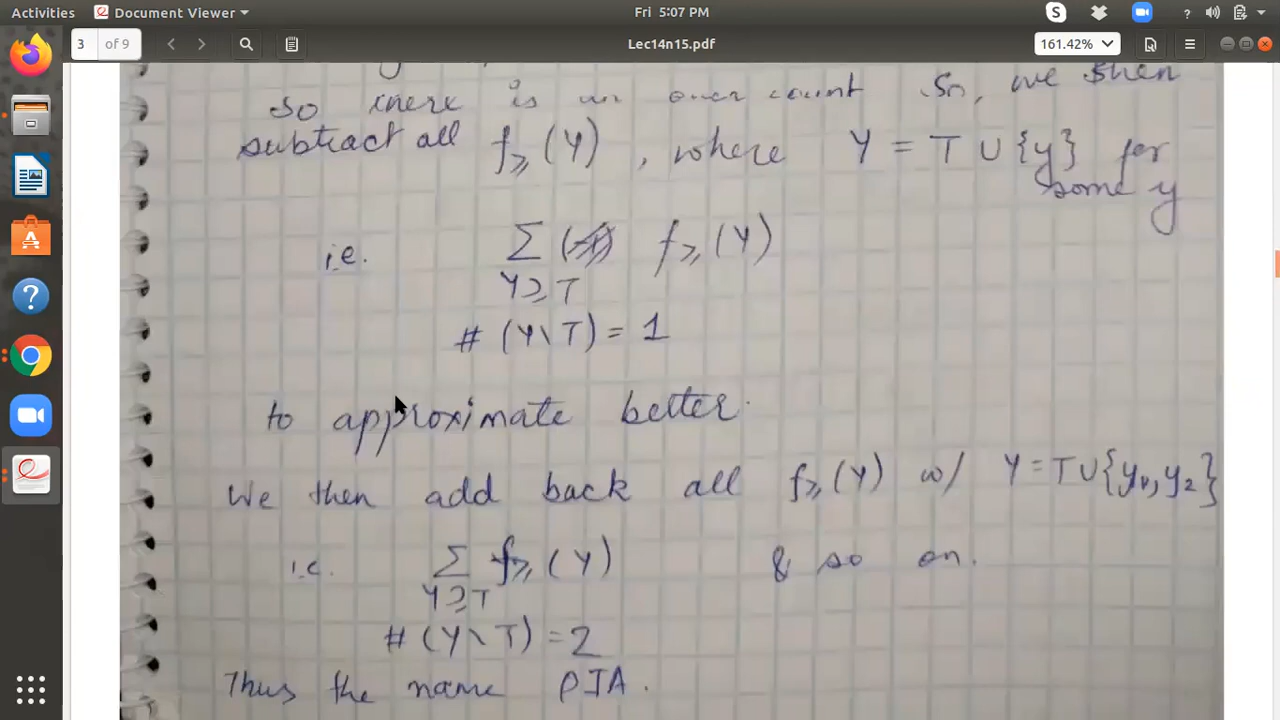 Activities Document Viewer Fri 5:07 PM
3 of 9 Lec14n15.pdf 161.42%
so there is an over count. So, we then
subtract all f≥(Y), where Y = T ∪ {y} for
some y
i.e. Σ f≥(Y)
Y ⊇ T
# (Y\T) = 1
to approximate better.
We then add back all f≥(Y) w/ Y = T ∪ {y₁, y₂}
i.e. Σ f≥(Y) & so on.
Y ⊇ T
# (Y\T) = 2
Thus the name PIA.